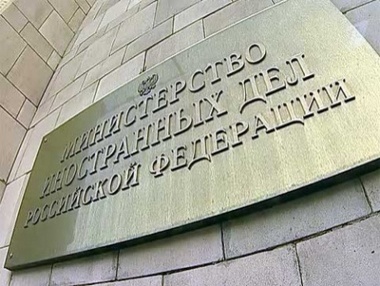 МИНИСТЕРСТВО
ИНОСТРАННЫХ ДЕЛ
РОССИЙСКОЙ ФЕДЕРАЦИИ